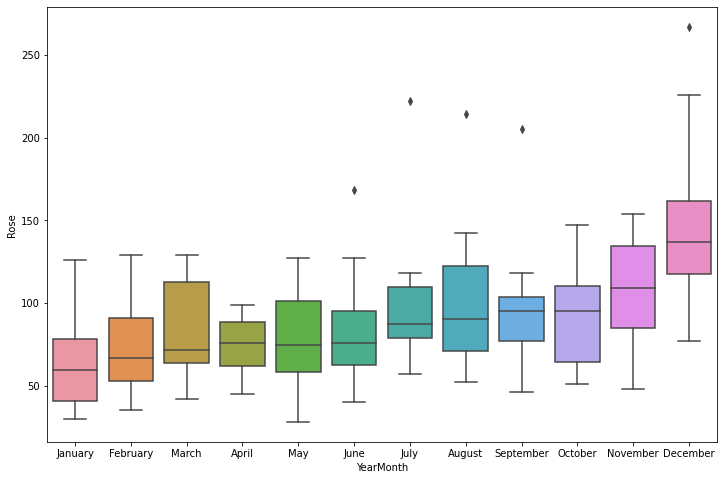 250
200
150
100
50
Rose
January February March April May June July August September October November December
YearMonth